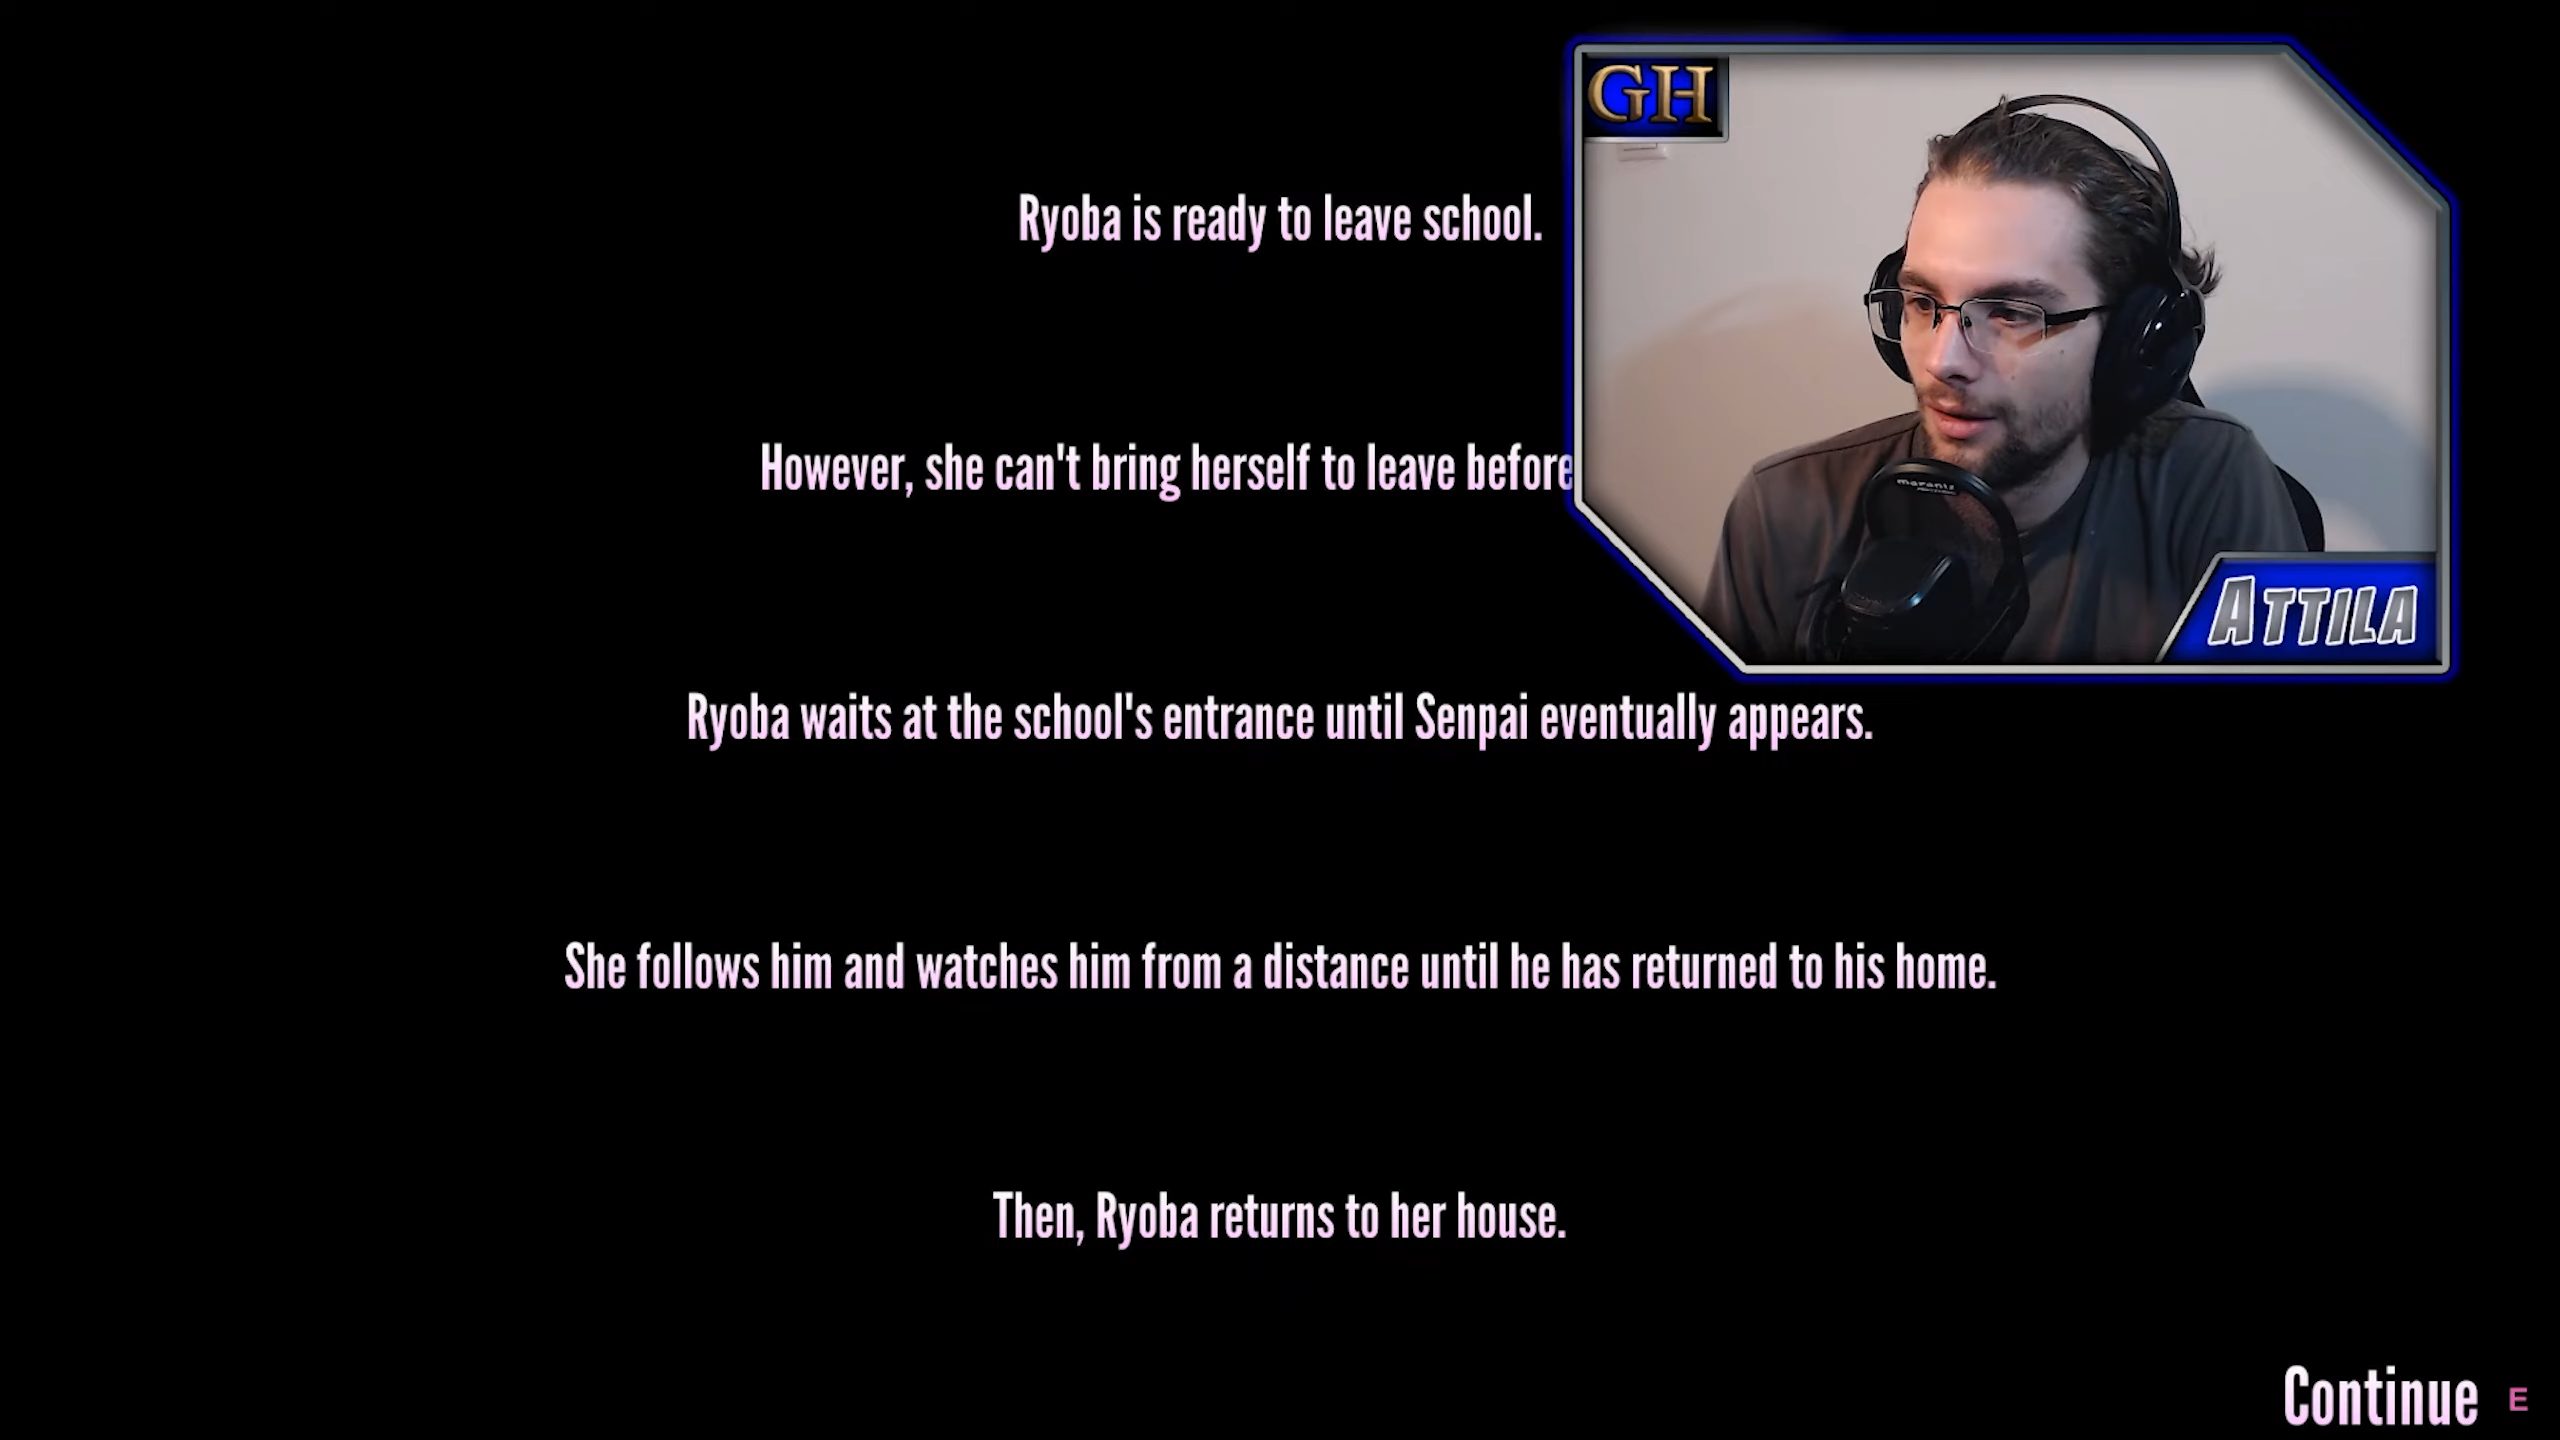 GH
Ryoba is ready to leave school.
However, she can't bring herself to leave before
marantz
ATTILA
Ryoba waits at the school's entrance until Senpai eventually appears.
She follows him and watches him from a distance until he has returned to his home.
Then, Ryoba returns to her house.
Continue E